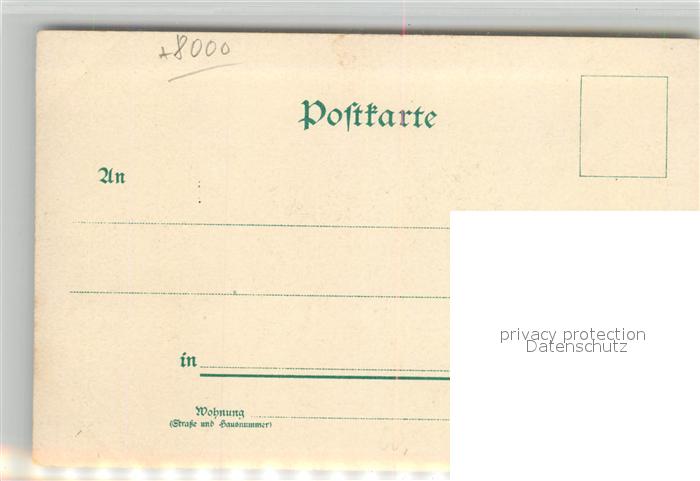 *8000
Postkarte
An
privacy protection
Datenschutz
in
Wohnung
(Straße und Hausnummer)